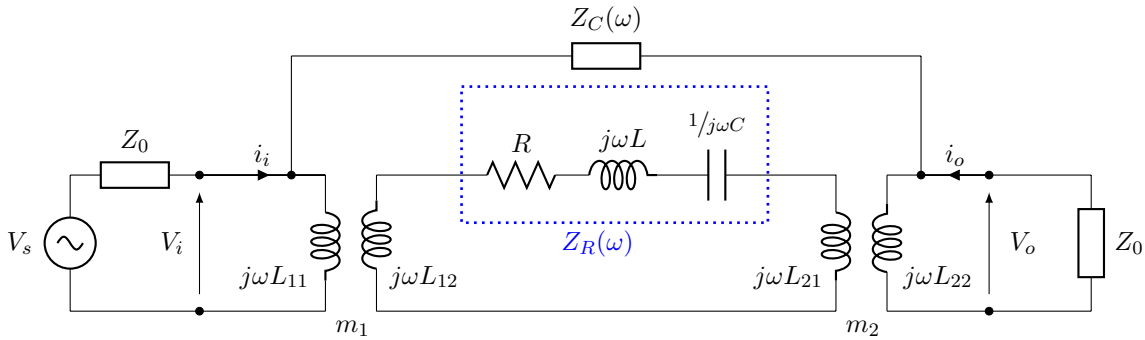 Z_C(ω)
Z_0
i_i
R
jωL
1/jωC
i_o
V_s
V_i
Z_R(ω)
V_o
Z_0
jωL_11
jωL_12
jωL_21
jωL_22
m_1
m_2